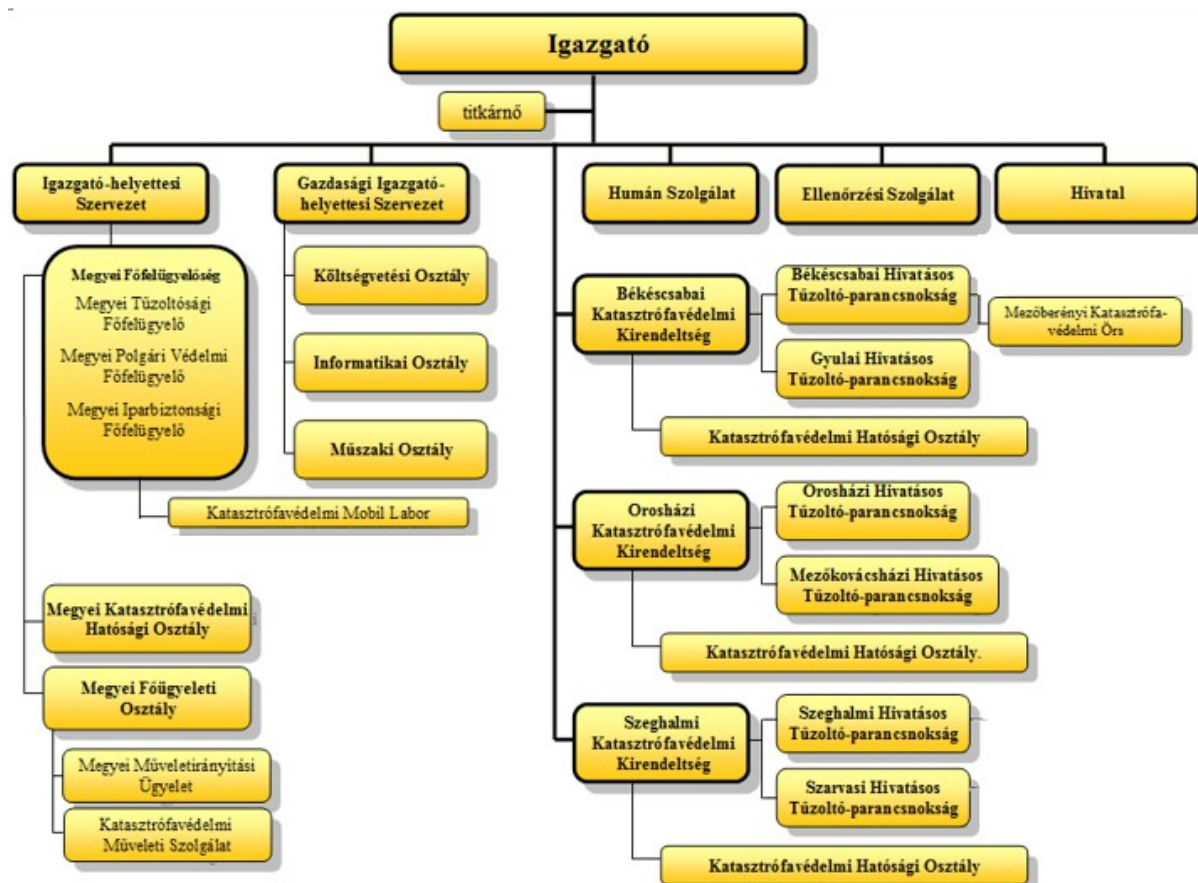 Igazgató
titkárnő
Igazgató-helyettesi
Szervezet
Gazdasági Igazgató-
helyettesi Szervezet
Humán Szolgálat
Ellenőrzési Szolgálat
Hivatal
Megyei Főfelügyelőség
Megyei Tűzoltósági
Főfelügyelő
Megyei Polgári Védelmi
Főfelügyelő
Megyei Iparbiztonsági
Főfelügyelő
Katasztrófavédelmi Mobil Labor
Megyei Katasztrófavédelmi
Hatósági Osztály
Megyei Főügyeleti
Osztály
Megyei Műveletirányítási
Ügyelet
Katasztrófavédelmi
Műveleti Szolgálat
Költségvetési Osztály
Informatikai Osztály
Műszaki Osztály
Békéscsabai
Katasztrófavédelmi
Kirendeltség
Békéscsabai Hivatásos
Tűzoltó-parancsnokság
Mezőberényi Katasztrófa-
védelmi Őrs
Gyulai Hivatásos
Tűzoltó-parancsnokság
Katasztrófavédelmi Hatósági Osztály
Orosházi
Katasztrófavédelmi
Kirendeltség
Orosházi Hivatásos
Tűzoltó-parancsnokság
Mezőkovácsházi Hivatásos
Tűzoltó-parancsnokság
Katasztrófavédelmi Hatósági Osztály.
Szeghalmi
Katasztrófavédelmi
Kirendeltség
Szeghalmi Hivatásos
Tűzoltó-parancsnokság
Szarvasi Hivatásos
Tűzoltó-parancsnokság
Katasztrófavédelmi Hatósági Osztály